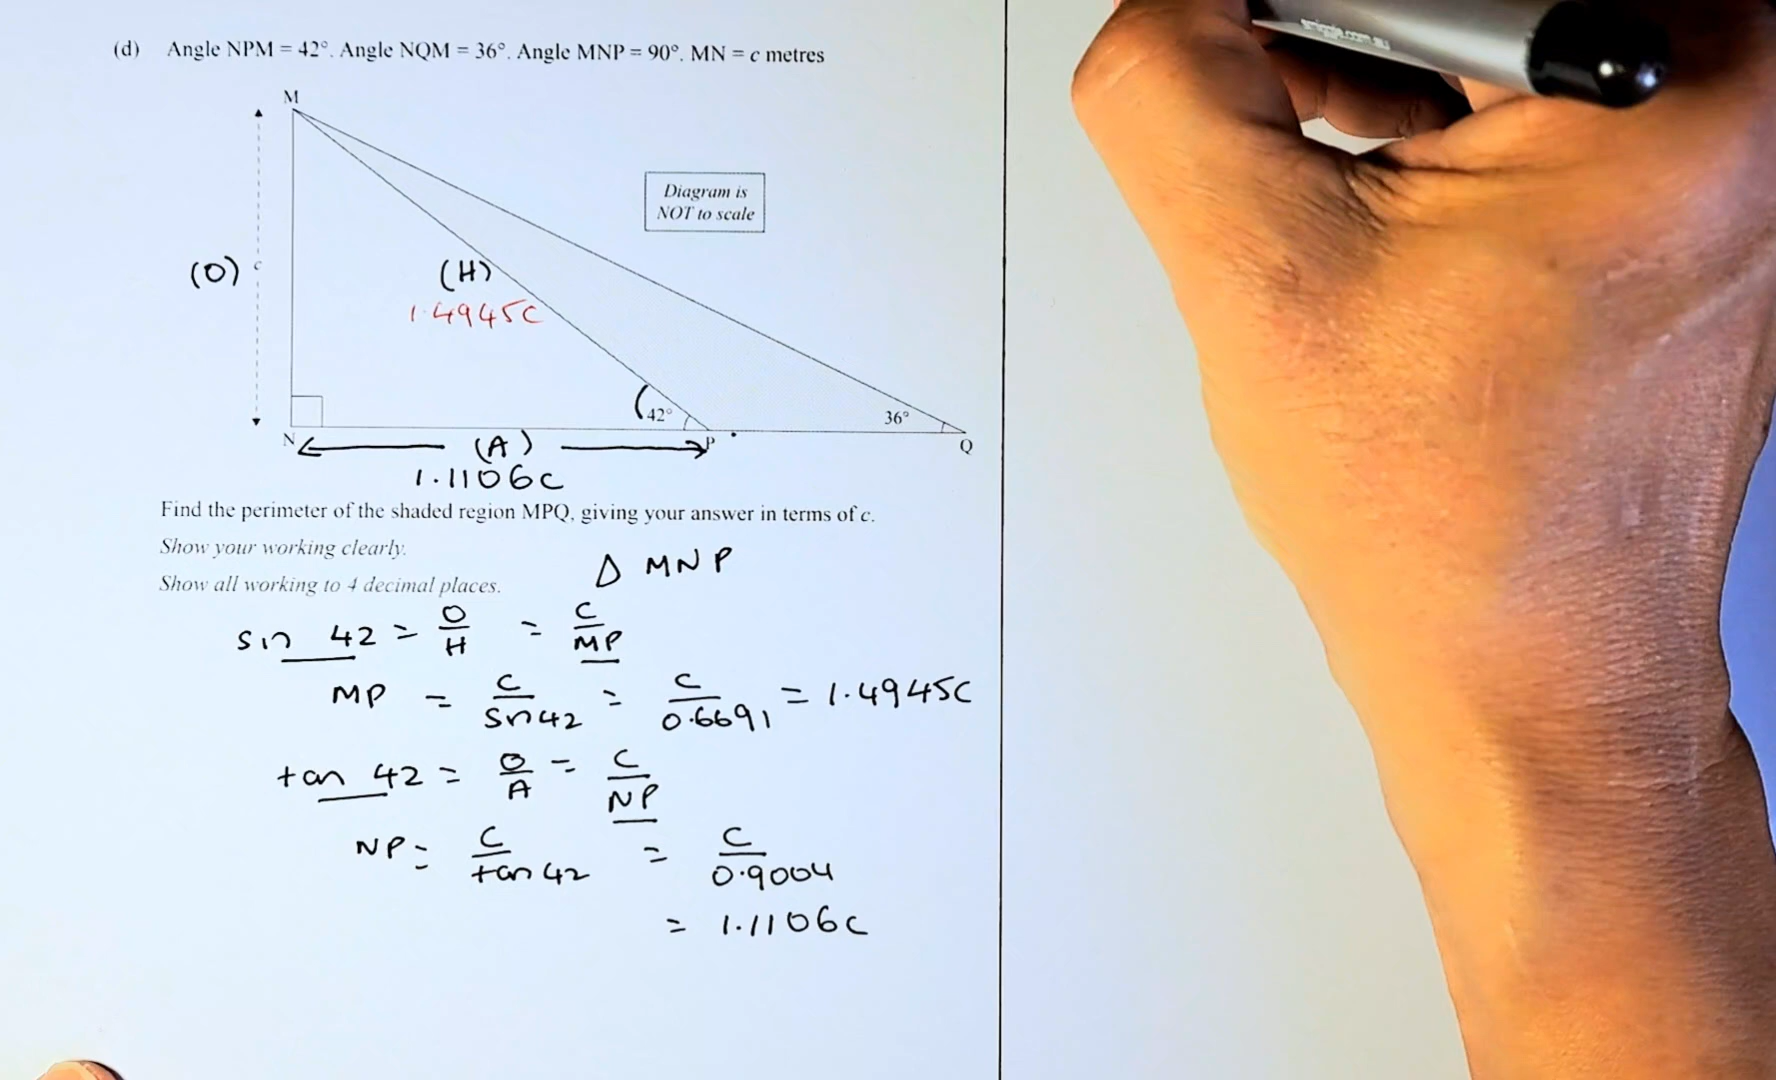 (d) Angle NPM = 42°. Angle NQM = 36°. Angle MNP = 90°. MN = c metres
M
Diagram is
NOT to scale
(O) c (H)
1.4945c
42° 36°
N (A) P Q
1.1106c
Find the perimeter of the shaded region MPQ, giving your answer in terms of c.
Show your working clearly.
Δ MNP
Show all working to 4 decimal places.
sin 42 = O/H = c/MP
MP = c/sin42 = c/0.6691 = 1.4945c
tan 42 = O/A = c/NP
NP = c/tan 42 = c/0.9004
= 1.1106c